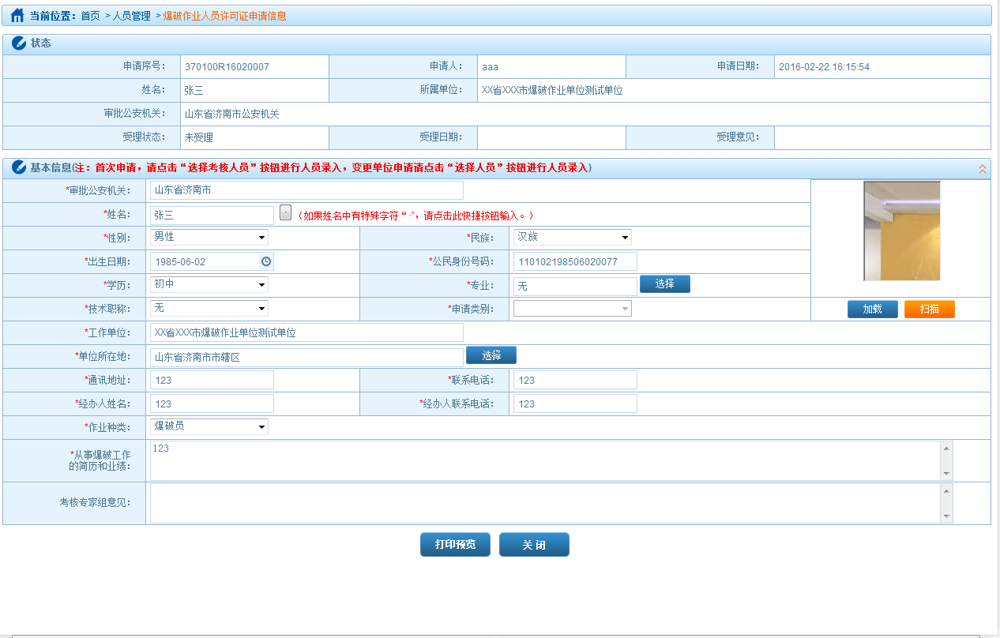 当前位置：首页 >人员管理 >爆破作业人员许可证申请信息
状态
申请序号： 370100R16020007 申请人： aaa 申请日期： 2016-02-22 16:15:54
姓名： 张三 所属单位： XX省XXX市爆破作业单位测试单位
审批公安机关： 山东省济南市公安机关
受理状态： 未受理 受理日期： 受理意见：
基本信息(注：首次申请，请点击“选择考核人员”按钮进行人员录入，变更单位申请请点击“选择人员”按钮进行人员录入)
*审批公安机关： 山东省济南市
*姓名： 张三 · （如果姓名中有特殊字符“·”，请点击此快捷按钮输入。）
*性别： 男性 *民族： 汉族
*出生日期： 1985-06-02 *公民身份号码： 110102198506020077
*学历： 初中 *专业： 无 选择
*技术职称： 无 *申请类别： 加载 扫描
*工作单位： XX省XXX市爆破作业单位测试单位
*单位所在地： 山东省济南市市辖区 选择
*通讯地址： 123 *联系电话： 123
*经办人姓名： 123 *经办人联系电话： 123
*作业种类： 爆破员
*从事爆破工作
的简历和业绩： 123
考核专家组意见：
打印预览 关 闭